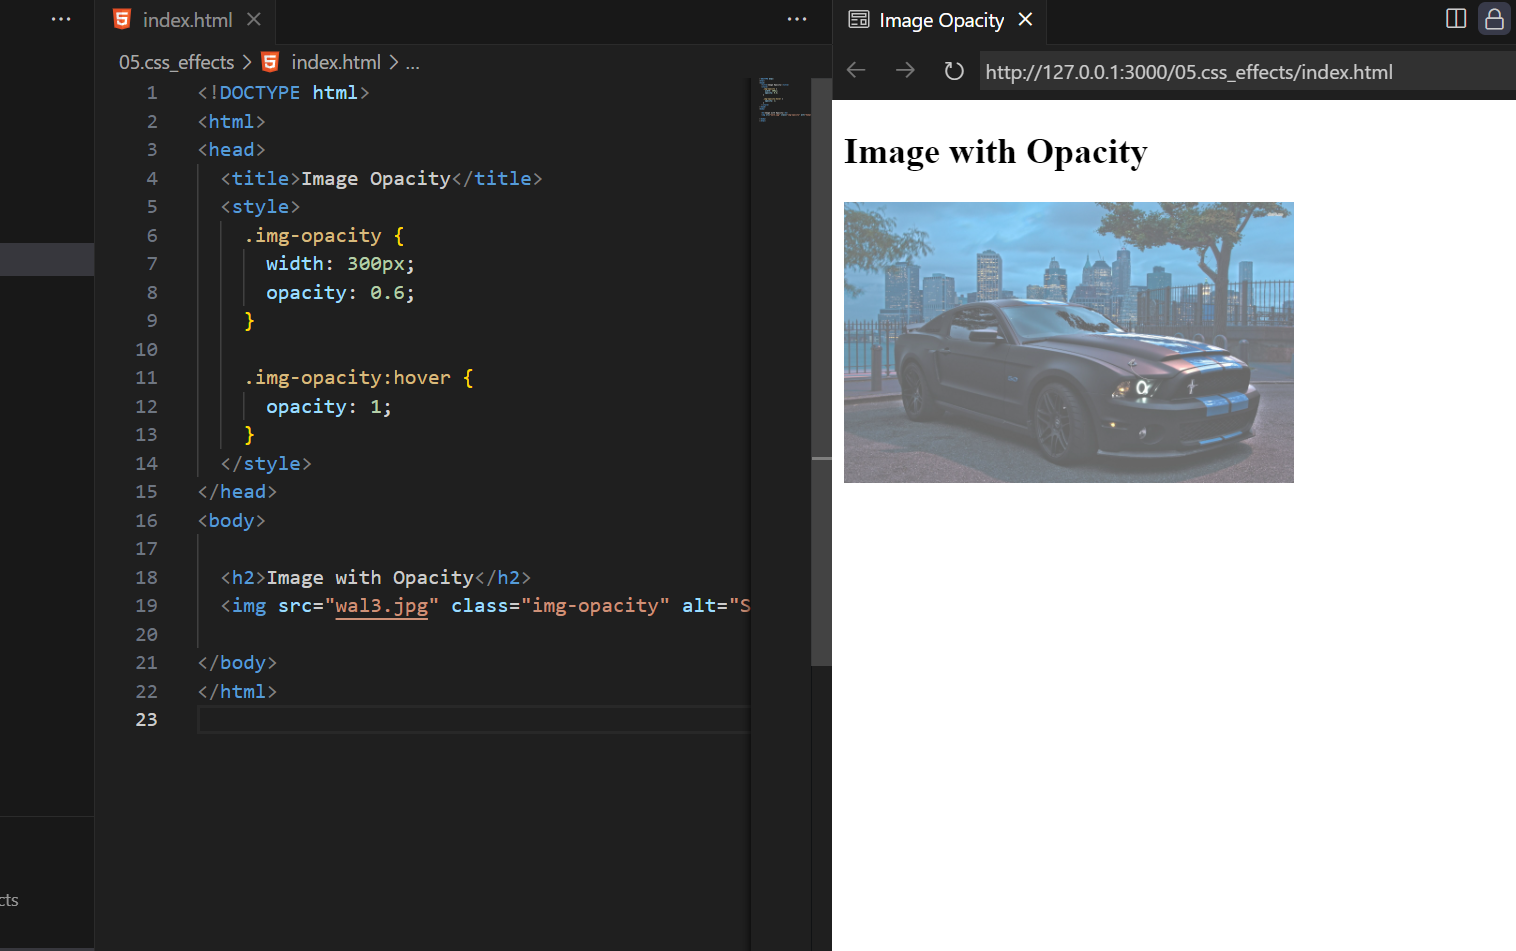 index.html
05.css_effects > index.html > ...
1 <!DOCTYPE html>
2 <html>
3 <head>
4 <title>Image Opacity</title>
5 <style>
6 .img-opacity {
7 width: 300px;
8 opacity: 0.6;
9 }
10
11 .img-opacity:hover {
12 opacity: 1;
13 }
14 </style>
15 </head>
16 <body>
17
18 <h2>Image with Opacity</h2>
19 <img src="wal3.jpg" class="img-opacity" alt="S
20
21 </body>
22 </html>
23
cts
Image Opacity
http://127.0.0.1:3000/05.css_effects/index.html
Image with Opacity